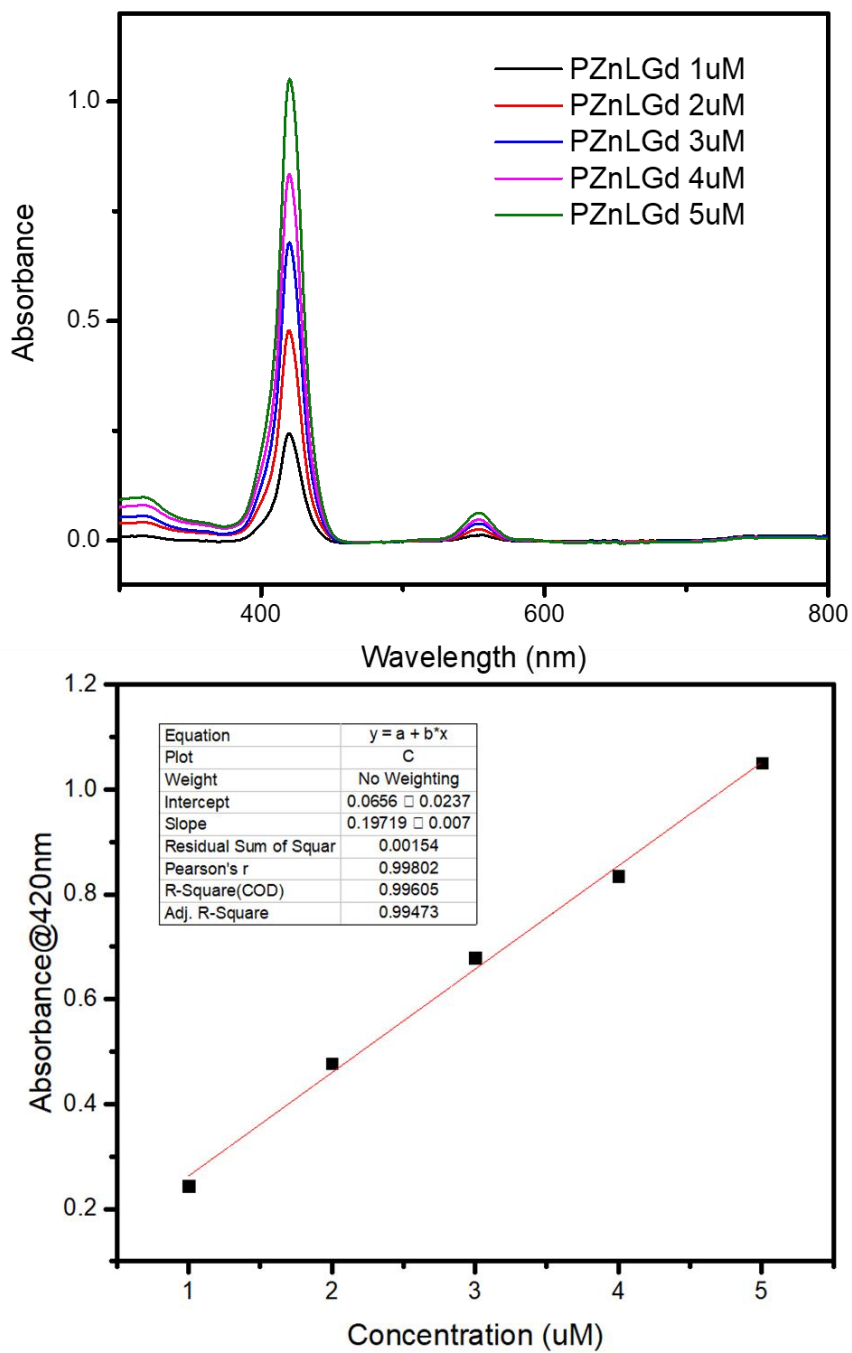 PZnLGd 1uM
PZnLGd 2uM
PZnLGd 3uM
PZnLGd 4uM
PZnLGd 5uM
1.0
0.5
0.0
Absorbance
400 600 800
Wavelength (nm)
1.2
1.0
0.8
0.6
0.4
0.2
Absorbance@420nm
Equation y = a + b*x
Plot C
Weight No Weighting
Intercept 0.0656 □ 0.0237
Slope 0.19719 □ 0.007
Residual Sum of Squar 0.00154
Pearson's r 0.99802
R-Square(COD) 0.99605
Adj. R-Square 0.99473
1 2 3 4 5
Concentration (uM)